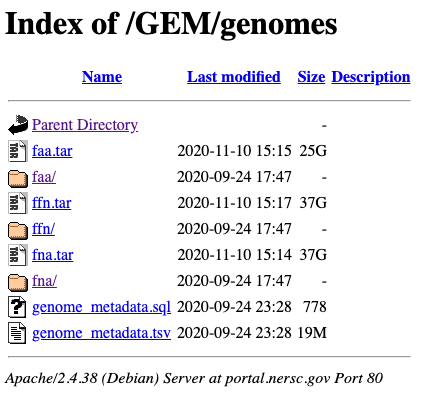 Index of /GEM/genomes
Name Last modified Size Description
Parent Directory -
faa.tar 2020-11-10 15:15 25G
faa/ 2020-09-24 17:47 -
ffn.tar 2020-11-10 15:17 37G
ffn/ 2020-09-24 17:47 -
fna.tar 2020-11-10 15:14 37G
fna/ 2020-09-24 17:47 -
genome_metadata.sql 2020-09-24 23:28 778
genome_metadata.tsv 2020-09-24 23:28 19M
Apache/2.4.38 (Debian) Server at portal.nersc.gov Port 80